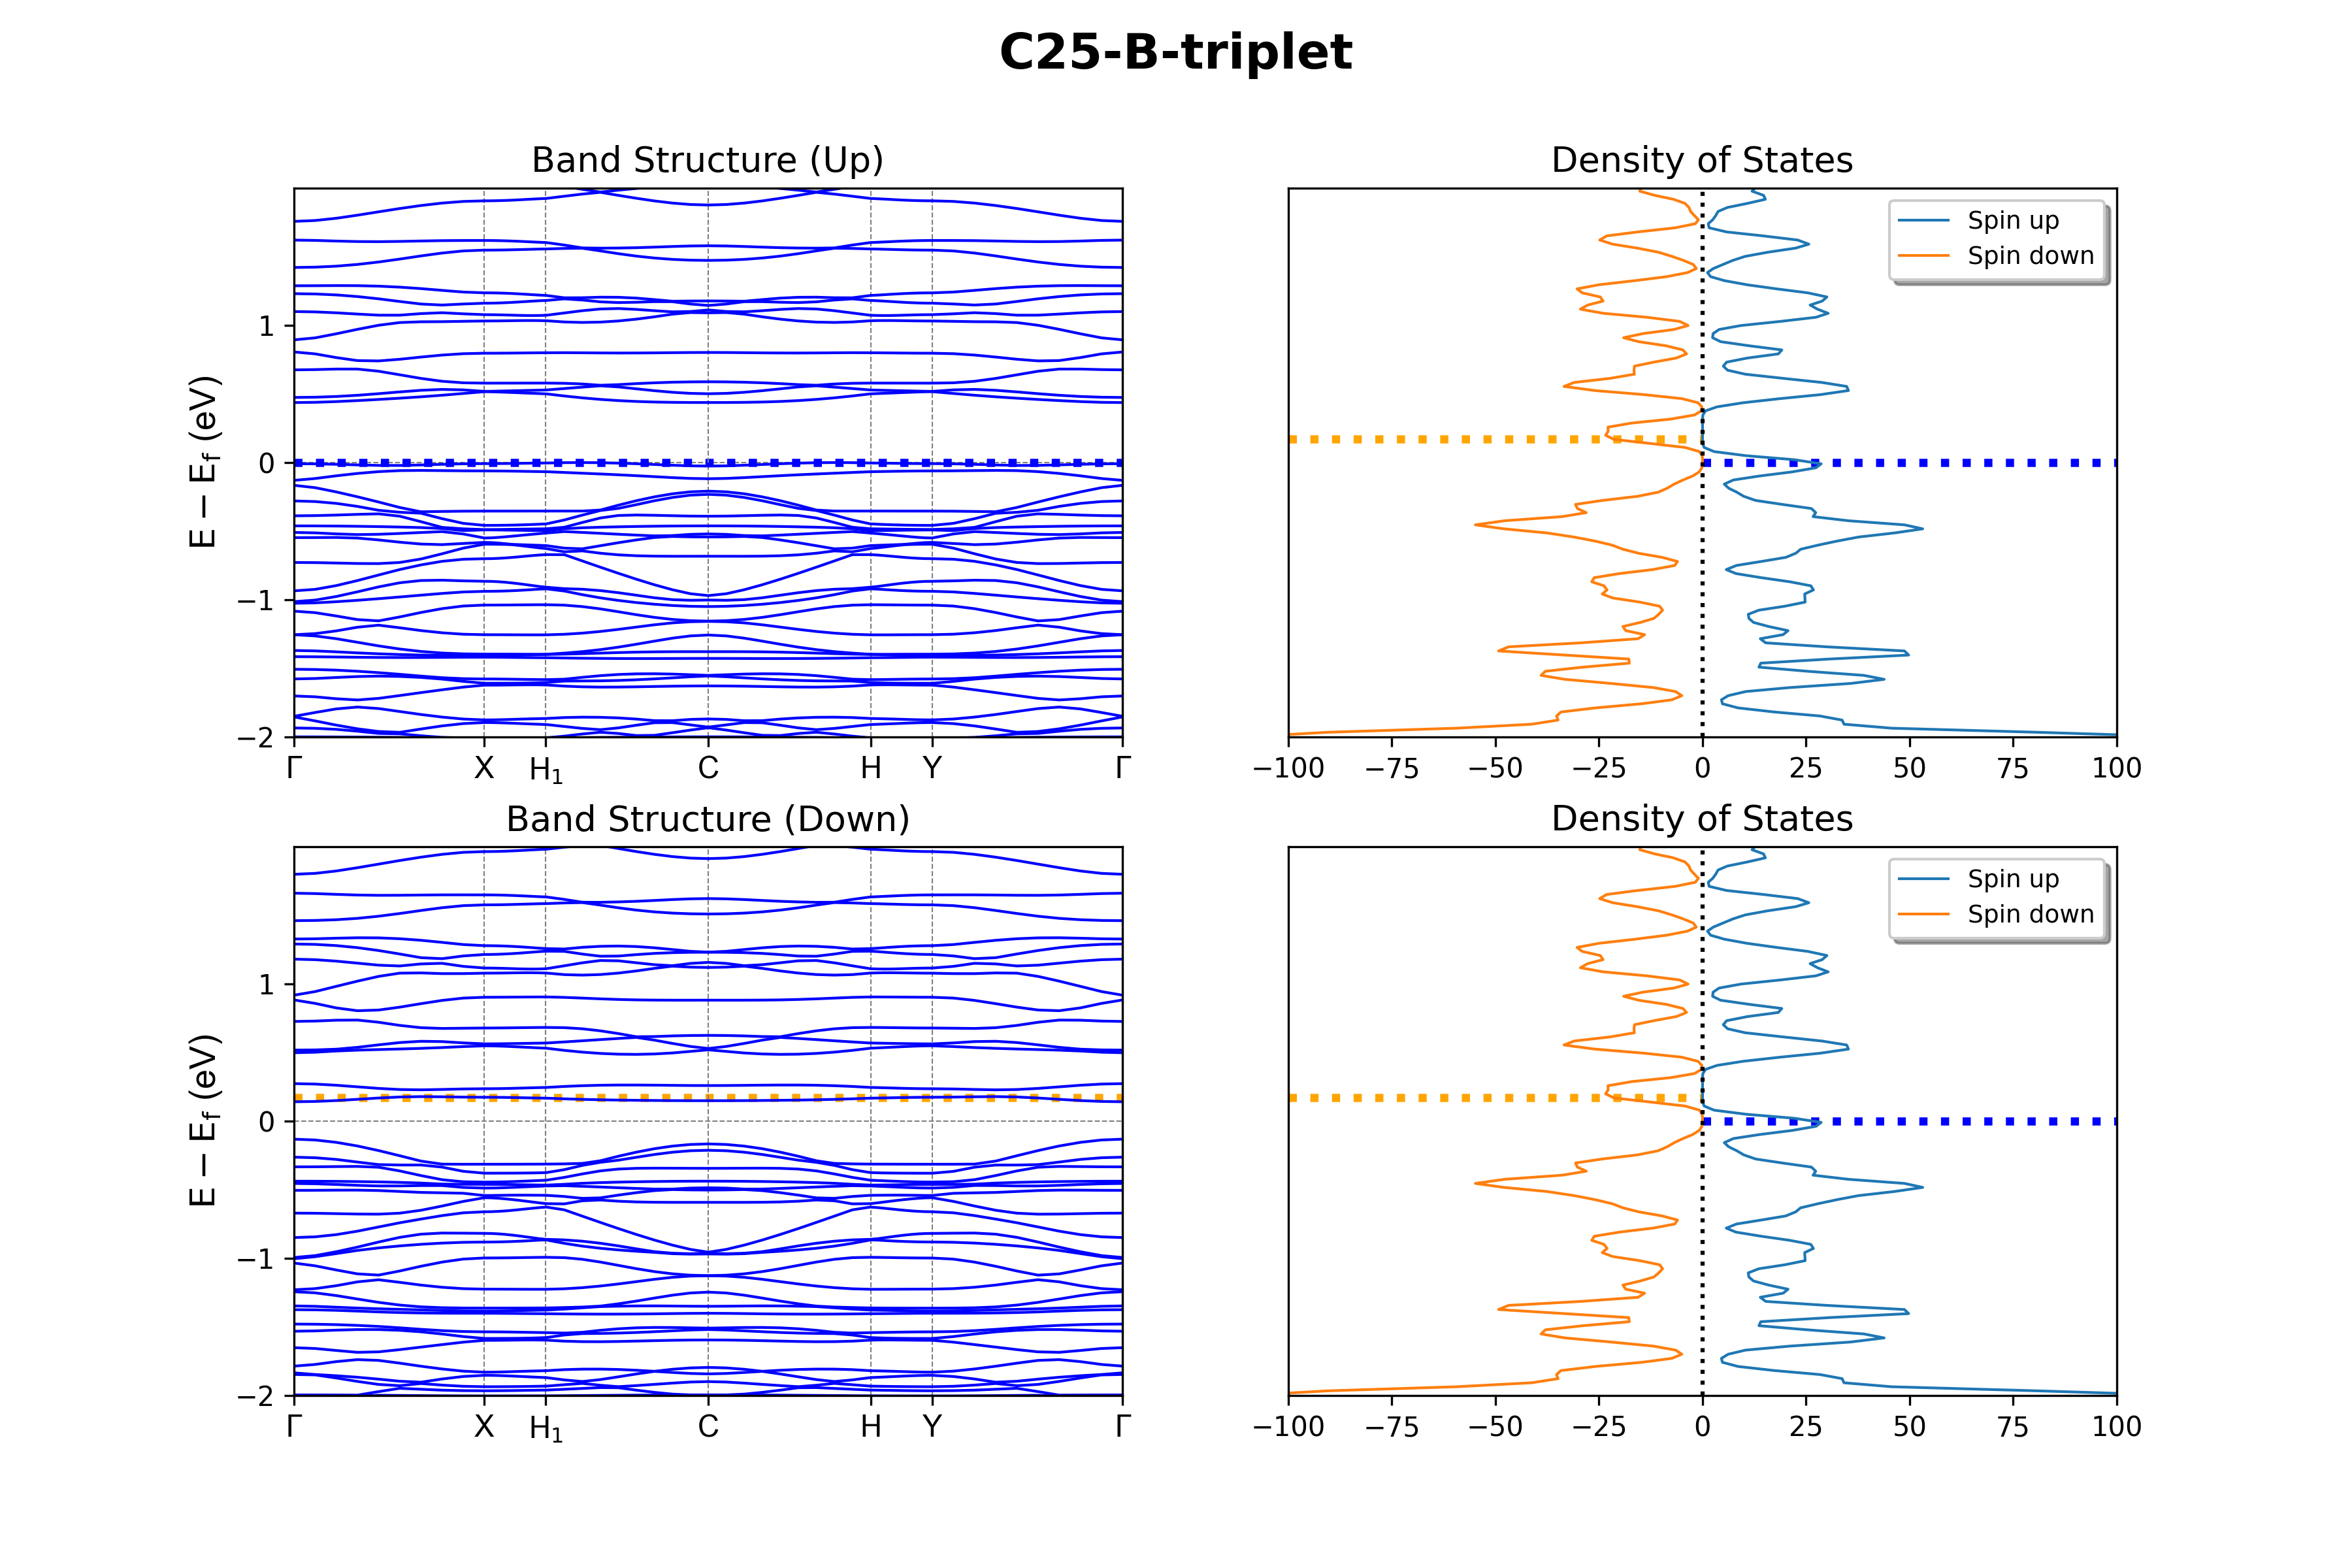 C25-B-triplet
Band Structure (Up)
Density of States
E − E_f (eV)
1
0
−1
−2
Γ X H₁ C H Y Γ
Spin up
Spin down
−100 −75 −50 −25 0 25 50 75 100
Band Structure (Down)
Density of States
E − E_f (eV)
1
0
−1
−2
Γ X H₁ C H Y Γ
Spin up
Spin down
−100 −75 −50 −25 0 25 50 75 100